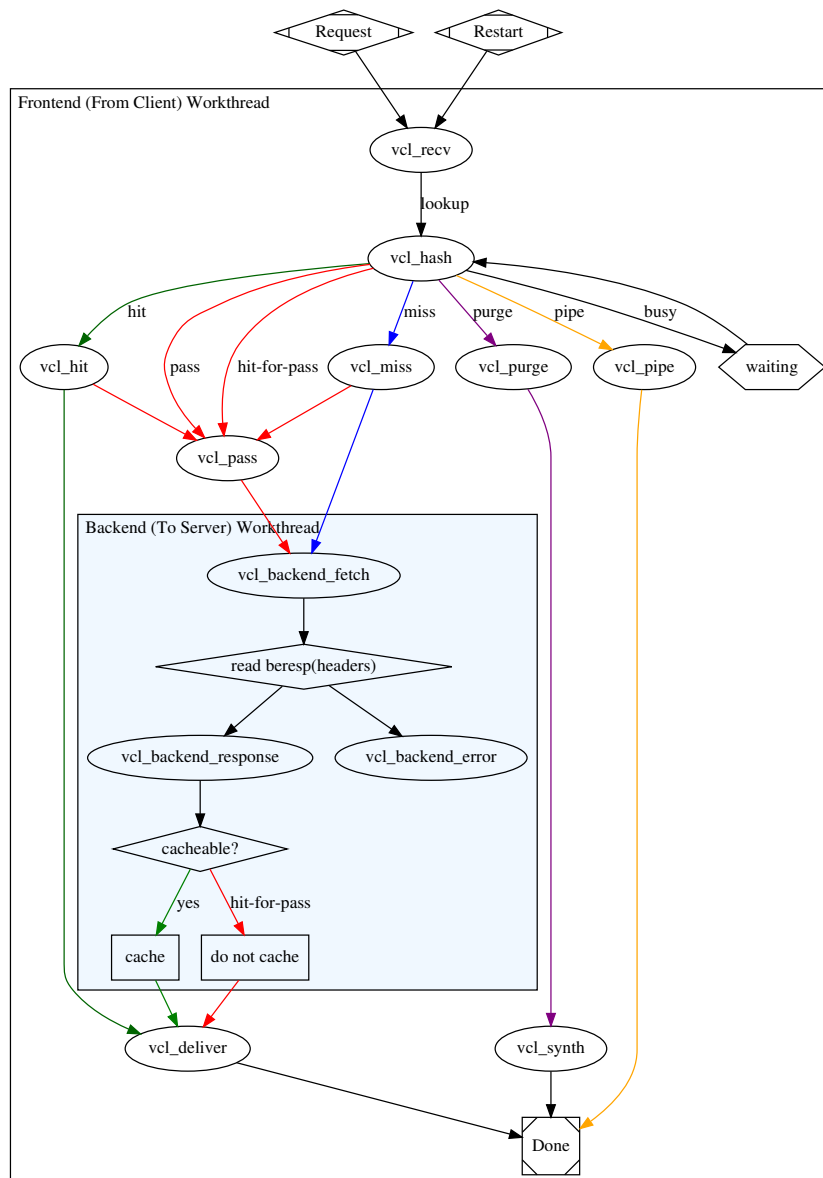 Request
Restart
Frontend (From Client) Workthread
vcl_recv
lookup
vcl_hash
hit
pass
hit-for-pass
miss
purge
pipe
busy
vcl_hit
vcl_miss
vcl_purge
vcl_pipe
waiting
vcl_pass
Backend (To Server) Workthread
vcl_backend_fetch
read beresp(headers)
vcl_backend_response
vcl_backend_error
cacheable?
yes
hit-for-pass
cache
do not cache
vcl_deliver
vcl_synth
Done